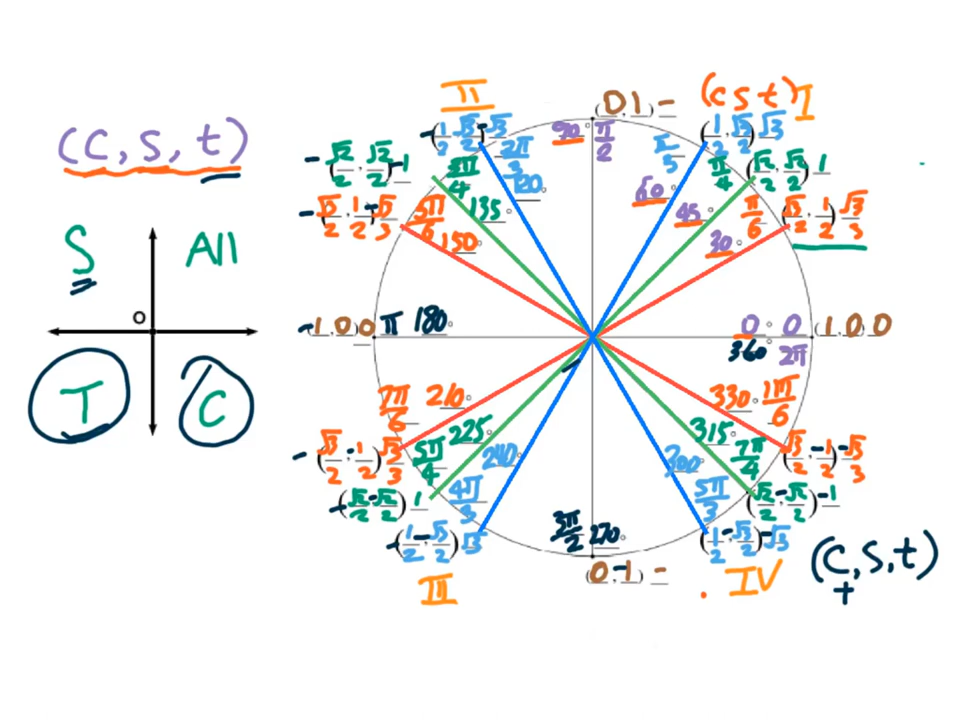 (C, S, t)
S All
O
T C
II
(0, 1) -
(C S t) I
-(1/2, √3/2) -√3
2π/3
120°
90° π/2
π/5
60°
(1/2, √3/2) √3
-(√2/2, √2/2) -1
3π/4
135°
45°
π/4
(√2/2, √2/2) 1
-(√3/2, 1/2) -√3/3
5π/6
150°
30°
π/6
(√3/2, 1/2) √3/3
-(1, 0) 0 π 180°
0° 0 (1, 0) 0
360° 2π
7π/6 210°
330° 11π/6
-(√3/2, -1/2) √3/3
5π/4 225°
315° 7π/4
(√3/2, -1/2) -√3/3
-(√2/2, -√2/2) 1
4π/3 240°
300° 5π/3
(√2/2, -√2/2) -1
-(1/2, -√3/2) √3
3π/2 270°
(1/2, -√3/2) -√3
(C, S, t)
+
III
(0, -1) -
IV